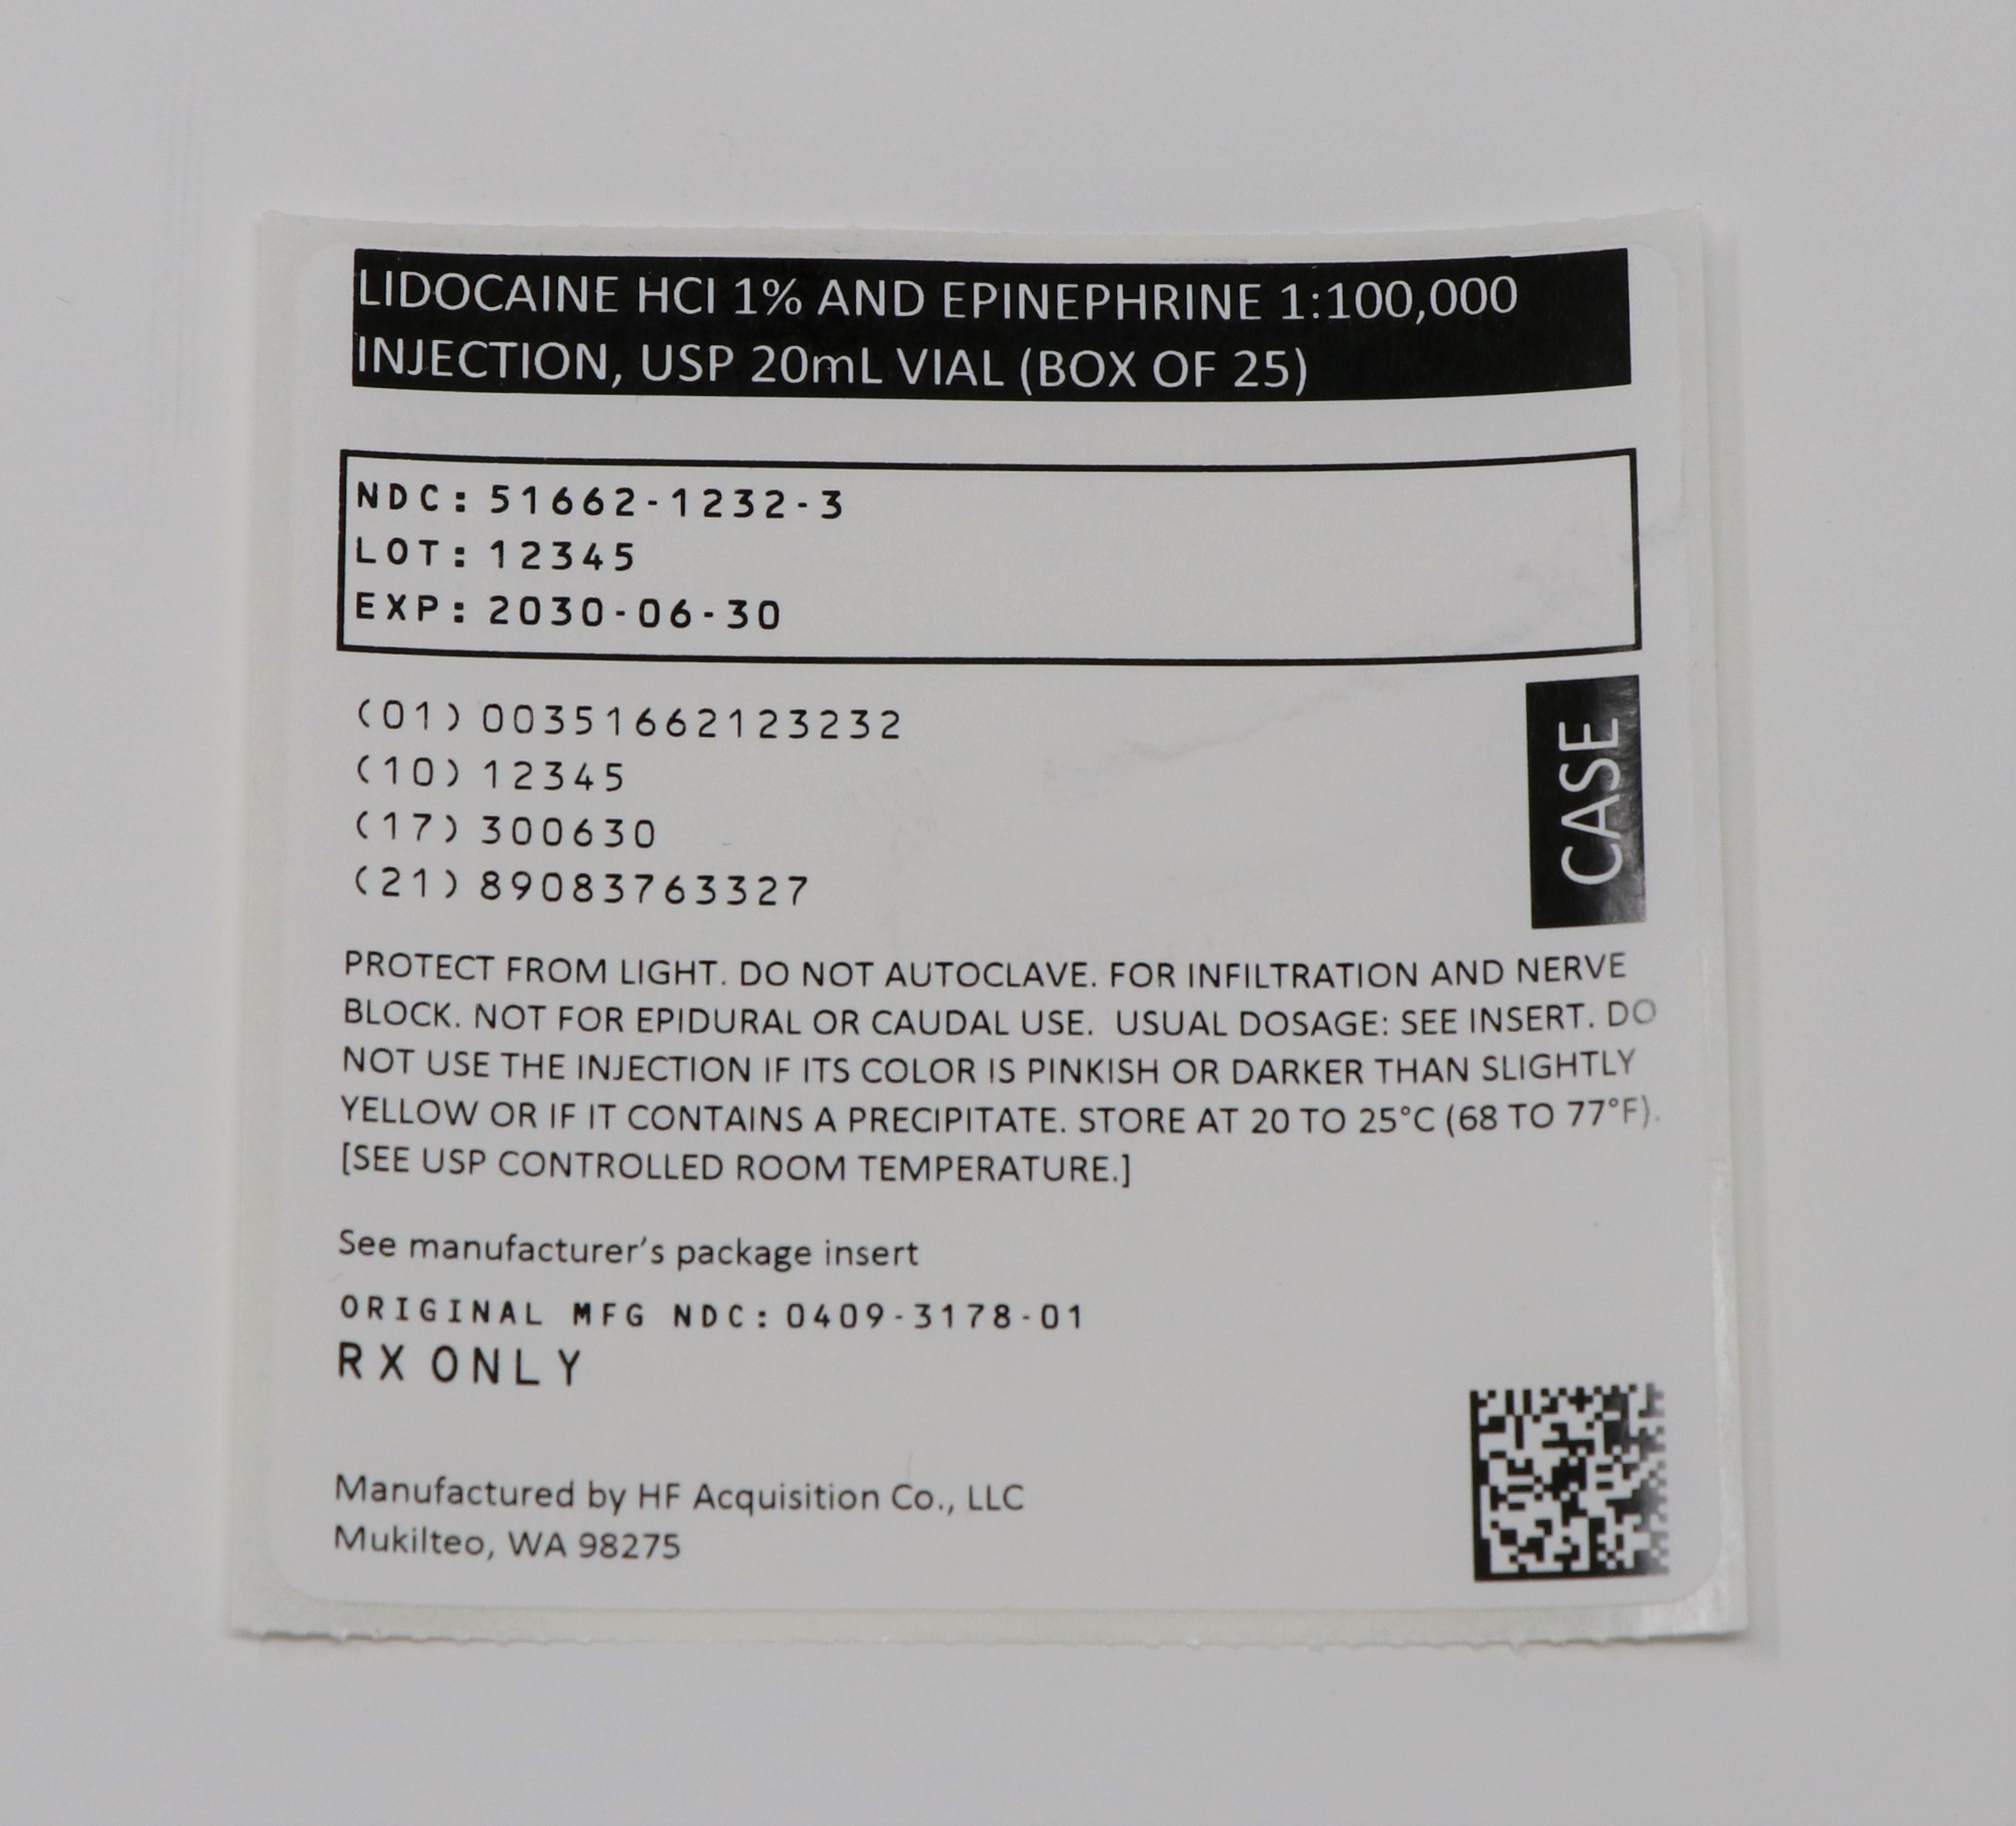 LIDOCAINE HCl 1% AND EPINEPHRINE 1:100,000
INJECTION, USP 20mL VIAL (BOX OF 25)
NDC: 51662-1232-3
LOT: 12345
EXP: 2030-06-30
(01) 00351662123232
(10) 12345
(17) 300630
(21) 89083763327
CASE
PROTECT FROM LIGHT. DO NOT AUTOCLAVE. FOR INFILTRATION AND NERVE
BLOCK. NOT FOR EPIDURAL OR CAUDAL USE. USUAL DOSAGE: SEE INSERT. DO
NOT USE THE INJECTION IF ITS COLOR IS PINKISH OR DARKER THAN SLIGHTLY
YELLOW OR IF IT CONTAINS A PRECIPITATE. STORE AT 20 TO 25°C (68 TO 77°F).
[SEE USP CONTROLLED ROOM TEMPERATURE.]
See manufacturer's package insert
ORIGINAL MFG NDC: 0409-3178-01
RX ONLY
Manufactured by HF Acquisition Co., LLC
Mukilteo, WA 98275